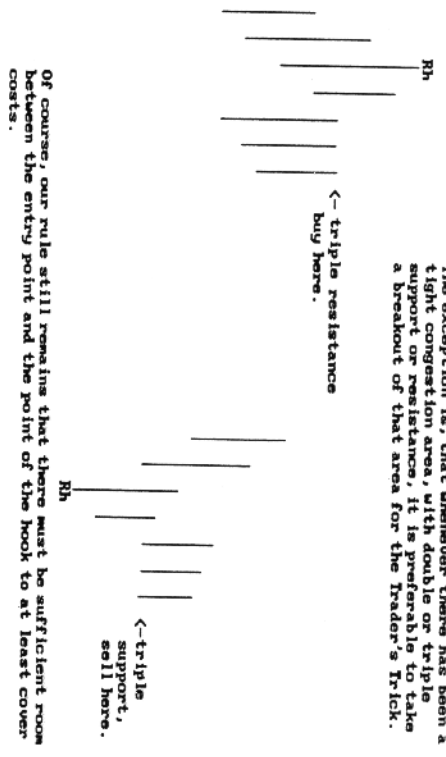 The exception is, that whenever there has been a
tight congestion area, with double or triple
support or resistance, it is preferable to take
a breakout of that area for the Trader's Trick.
Rh
<- triple resistance
buy here.
Rh
<-triple
support,
sell here.
Of course, our rule still remains that there must be sufficient room
between the entry point and the point of the hook to at least cover
costs.